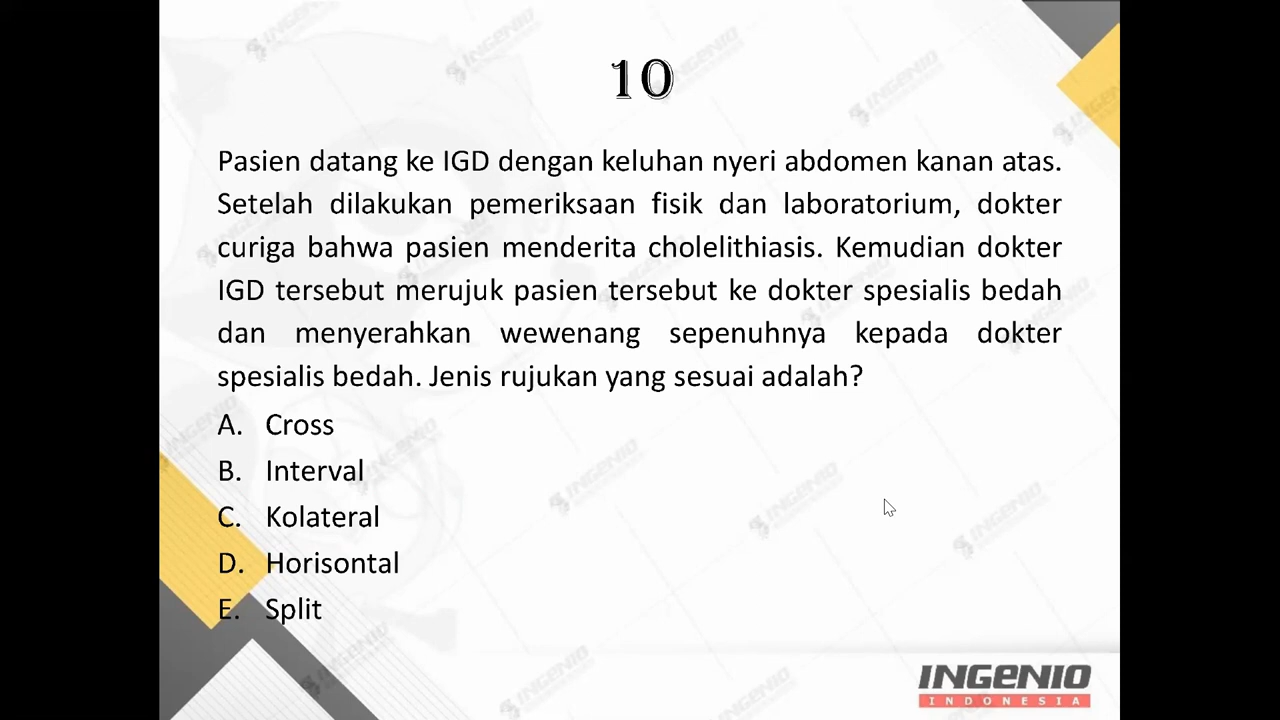 10
Pasien datang ke IGD dengan keluhan nyeri abdomen kanan atas.
Setelah dilakukan pemeriksaan fisik dan laboratorium, dokter
curiga bahwa pasien menderita cholelithiasis. Kemudian dokter
IGD tersebut merujuk pasien tersebut ke dokter spesialis bedah
dan menyerahkan wewenang sepenuhnya kepada dokter
spesialis bedah. Jenis rujukan yang sesuai adalah?
A. Cross
B. Interval
C. Kolateral
D. Horisontal
E. Split
INGENIO
INDONESIA